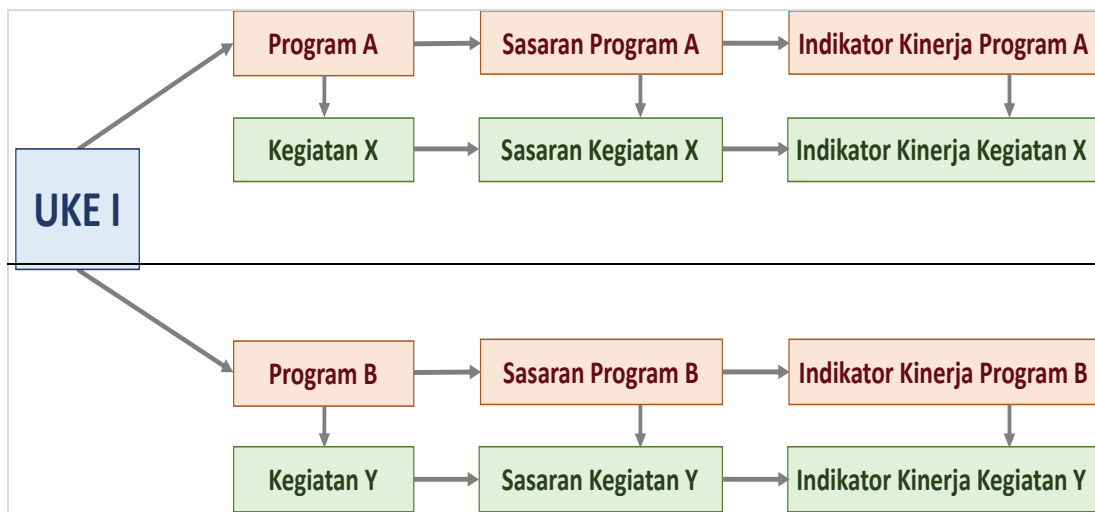 Program A
Sasaran Program A
Indikator Kinerja Program A
Kegiatan X
Sasaran Kegiatan X
Indikator Kinerja Kegiatan X
UKE I
Program B
Sasaran Program B
Indikator Kinerja Program B
Kegiatan Y
Sasaran Kegiatan Y
Indikator Kinerja Kegiatan Y